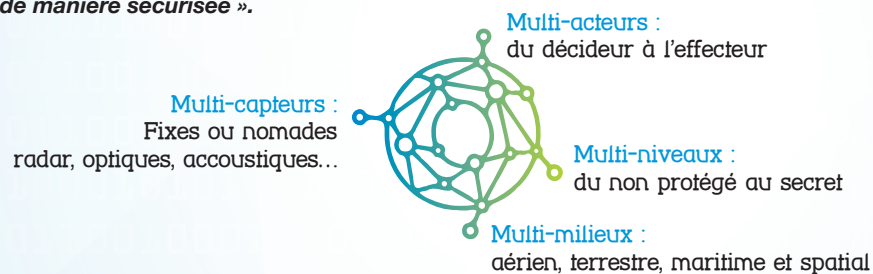 de manière sécurisée ».
Multi-acteurs :
du décideur à l'effecteur
Multi-capteurs :
Fixes ou nomades
radar, optiques, accoustiques...
Multi-niveaux :
du non protégé au secret
Multi-milieux :
aérien, terrestre, maritime et spatial